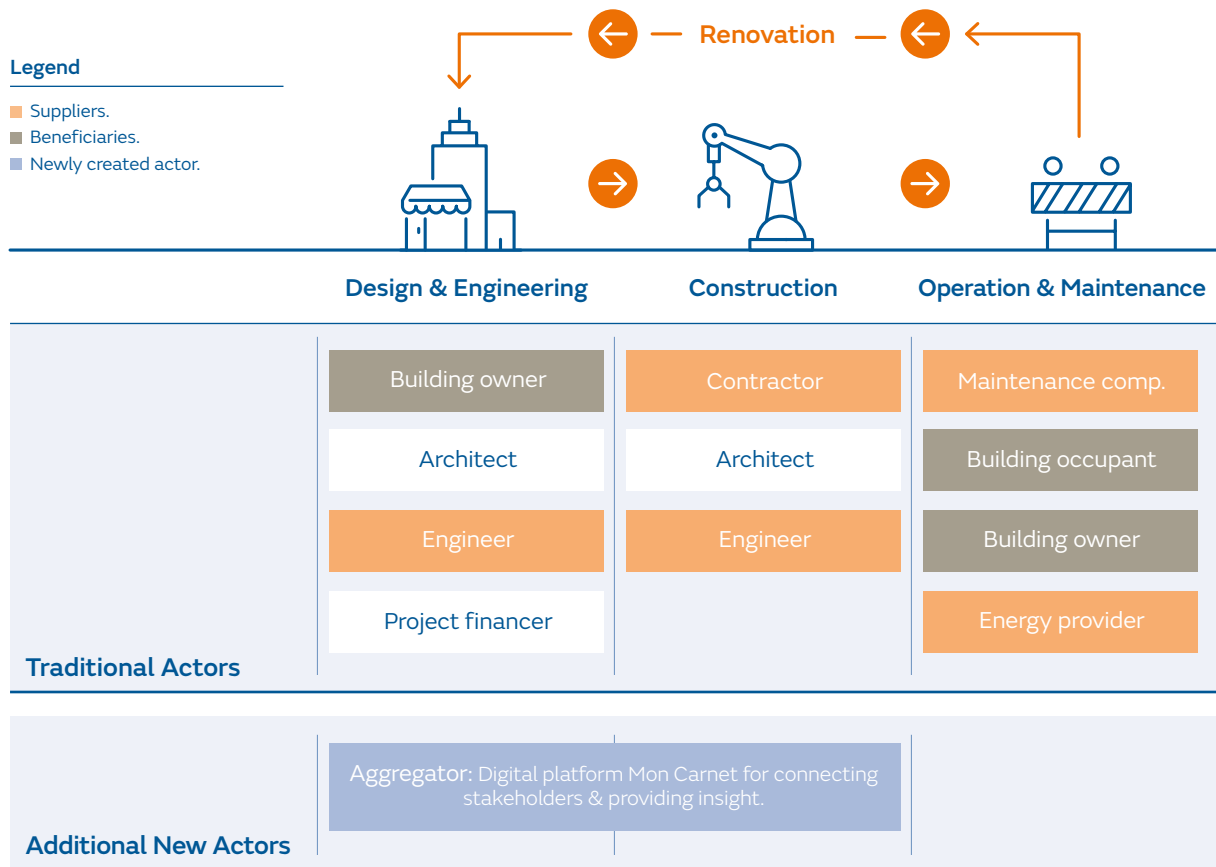 Renovation
Legend
Suppliers.
Beneficiaries.
Newly created actor.
Design & Engineering
Construction
Operation & Maintenance
Building owner
Contractor
Maintenance comp.
Architect
Architect
Building occupant
Engineer
Engineer
Building owner
Project financer
Energy provider
Traditional Actors
Aggregator: Digital platform Mon Carnet for connecting
stakeholders & providing insight.
Additional New Actors